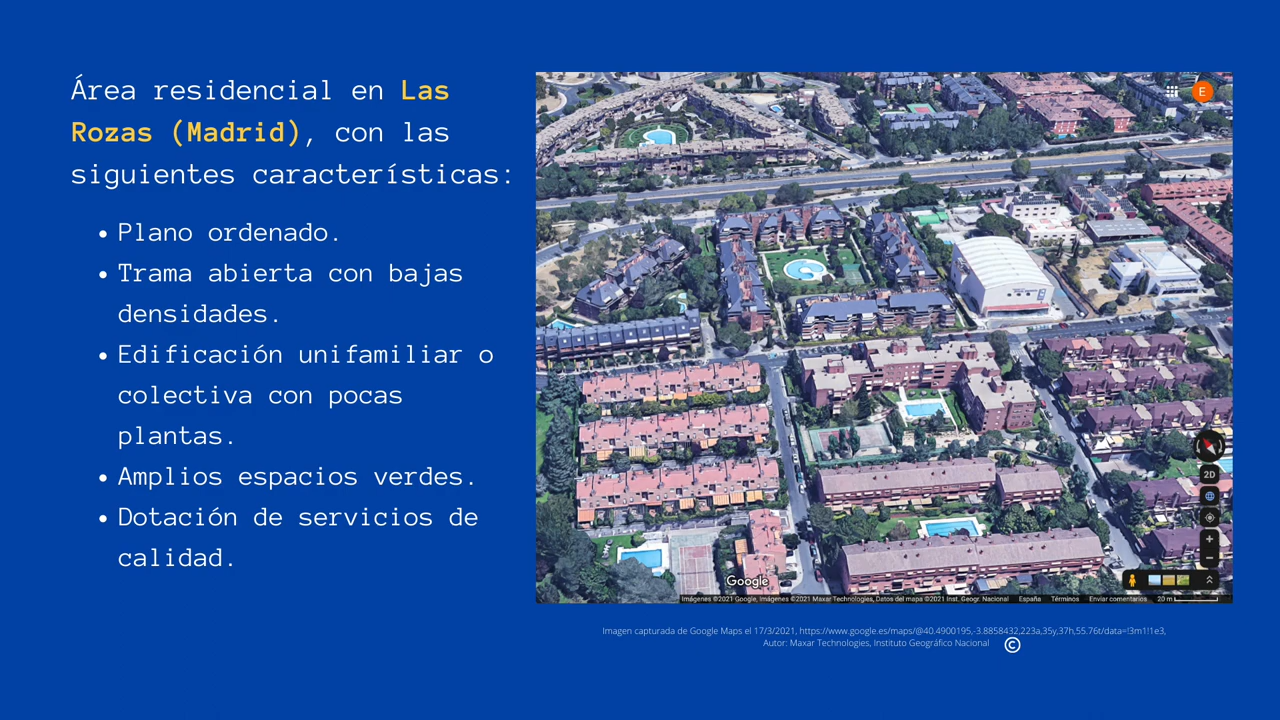 Área residencial en Las
Rozas (Madrid), con las
siguientes características:
Plano ordenado.
Trama abierta con bajas
densidades.
Edificación unifamiliar o
colectiva con pocas
plantas.
Amplios espacios verdes.
Dotación de servicios de
calidad.
E
2D
Google
Imágenes ©2021 Google, Imágenes ©2021 Maxar Technologies, Datos del mapa ©2021 Inst. Geogr. Nacional España Términos Enviar comentarios 20 m
Imagen capturada de Google Maps el 17/3/2021, https://www.google.es/maps/@40.4900195,-3.8858432,223a,35y,37h,55.76t/data=!3m1!1e3,
Autor: Maxar Technologies, Instituto Geográfico Nacional ©